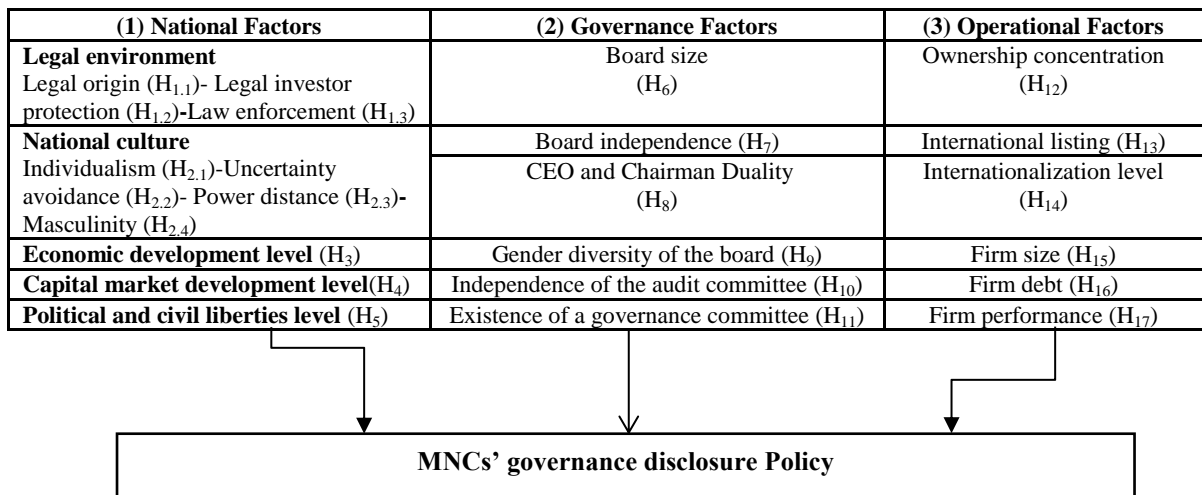 (1) National Factors (2) Governance Factors (3) Operational Factors
Legal environment
Legal origin (H1.1)- Legal investor
protection (H1.2)-Law enforcement (H1.3)
Board size
(H6)
Ownership concentration
(H12)
National culture
Individualism (H2.1)-Uncertainty
avoidance (H2.2)- Power distance (H2.3)-
Masculinity (H2.4)
Board independence (H7)
International listing (H13)
CEO and Chairman Duality
(H8)
Internationalization level
(H14)
Economic development level (H3)
Gender diversity of the board (H9)
Firm size (H15)
Capital market development level(H4)
Independence of the audit committee (H10)
Firm debt (H16)
Political and civil liberties level (H5)
Existence of a governance committee (H11)
Firm performance (H17)
MNCs’ governance disclosure Policy